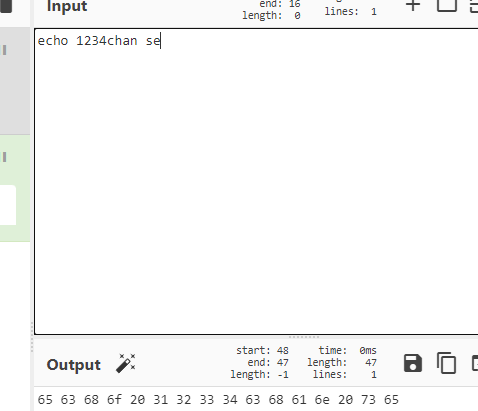 Input
end: 16
length: 0
lines: 1
echo 1234chan se
Output
start: 48
end: 47
length: -1
time: 0ms
length: 47
lines: 1
65 63 68 6f 20 31 32 33 34 63 68 61 6e 20 73 65